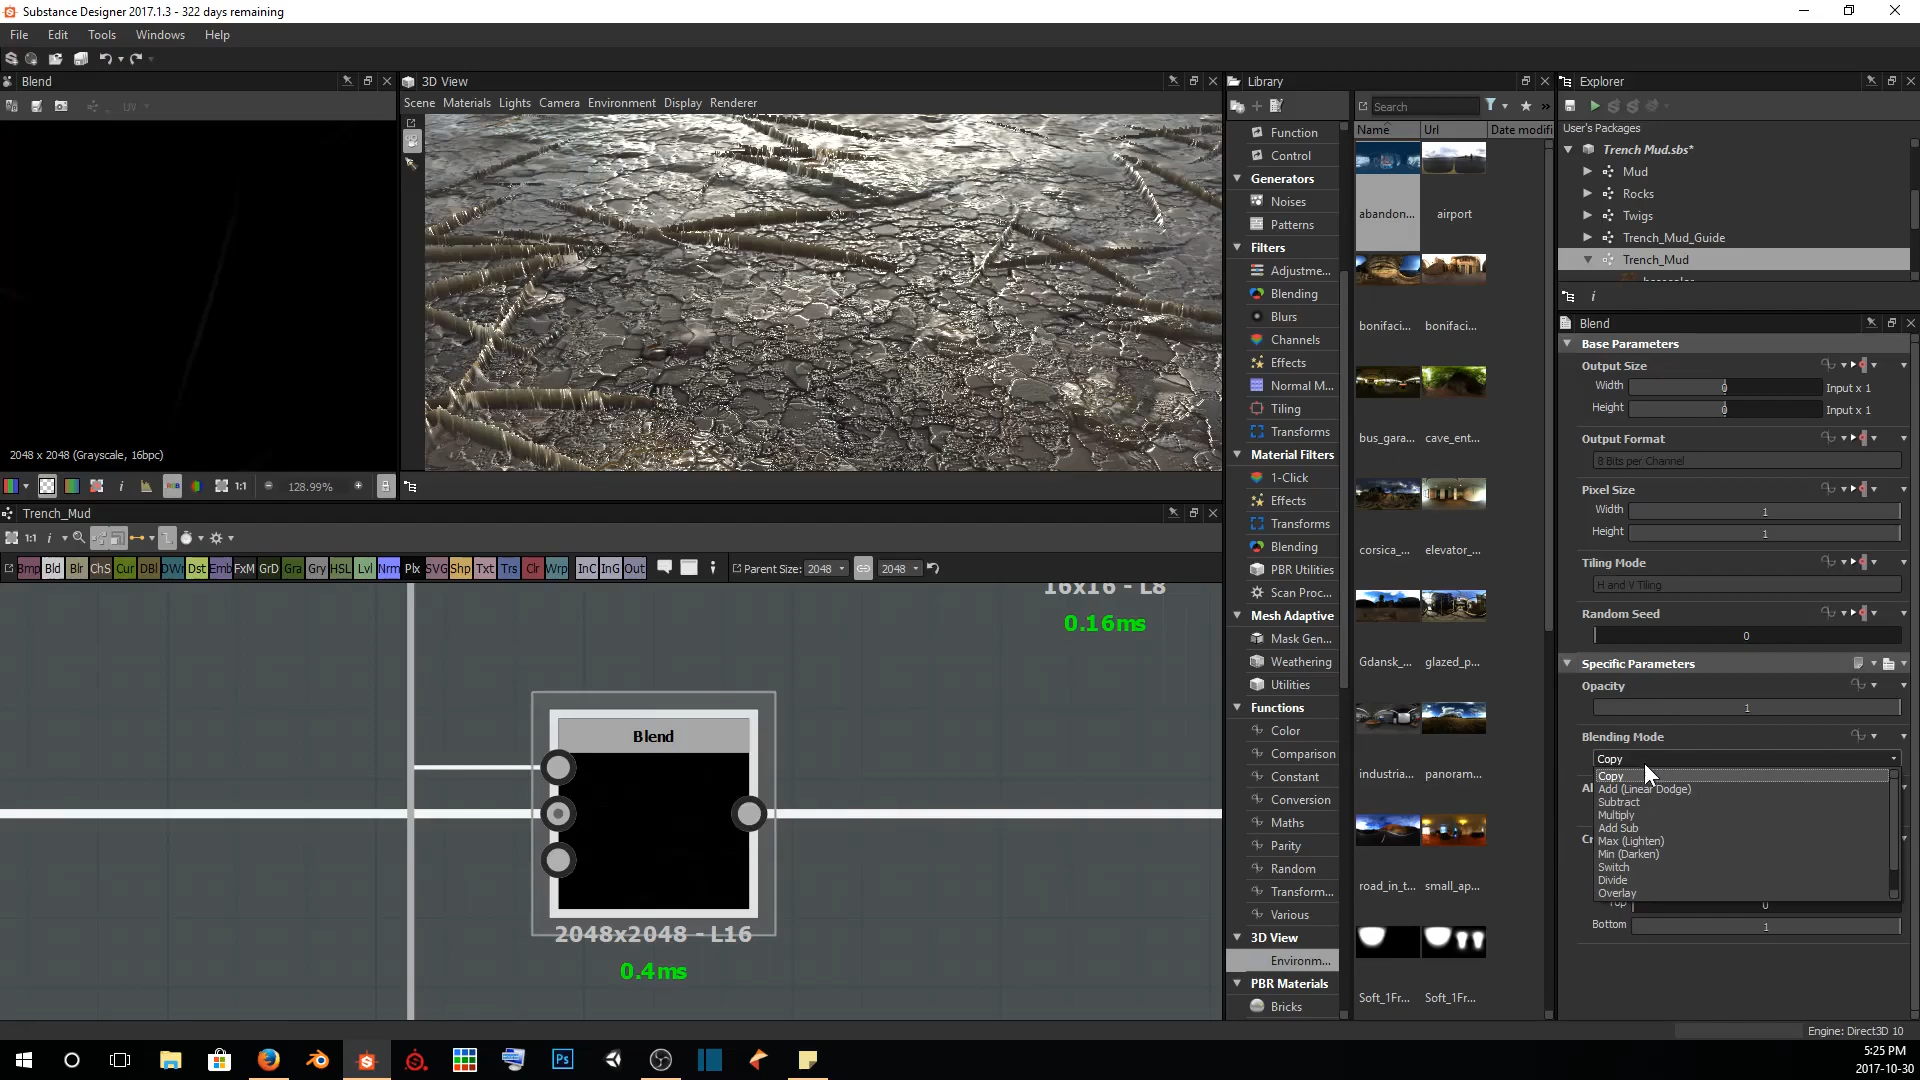 Substance Designer 2017.1.3 - 322 days remaining
File Edit Tools Windows Help
Blend
UV
2048 x 2048 (Grayscale, 16bpc)
128.99%
1:1
3D View
Scene Materials Lights Camera Environment Display Renderer
Trench_Mud
1:1
Bmp Bld Blr ChS Cur DBl DWr Dst Emb FxM GrD Gra Gry HSL Lvl Nrm Plx SVG Shp Txt Trs Clr Wrp InC InG Out
Parent Size: 2048 2048
16x16 - L8
0.16ms
Blend
2048x2048 - L16
0.4ms
Library
Function
Control
Generators
Noises
Patterns
Filters
Adjustme...
Blending
Blurs
Channels
Effects
Normal M...
Tiling
Transforms
Material Filters
1-Click
Effects
Transforms
Blending
PBR Utilities
Scan Proc...
Mesh Adaptive
Mask Gen...
Weathering
Utilities
Functions
Color
Comparison
Constant
Conversion
Maths
Parity
Random
Transform...
Various
3D View
Environm...
PBR Materials
Bricks
Search
Name Url Date modifi
abandon... airport
bonifaci... bonifaci...
bus_gara... cave_ent...
corsica_... elevator_...
Gdansk_... glazed_p...
industria... panoram...
road_in_t... small_ap...
Soft_1Fr... Soft_1Fr...
Explorer
User's Packages
Trench Mud.sbs*
Mud
Rocks
Twigs
Trench_Mud_Guide
Trench_Mud
Blend
Base Parameters
Output Size
Width 0 Input x 1
Height 0 Input x 1
Output Format
8 Bits per Channel
Pixel Size
Width 1
Height 1
Tiling Mode
H and V Tiling
Random Seed
0
Specific Parameters
Opacity
1
Blending Mode
Copy
Copy
Add (Linear Dodge)
Subtract
Multiply
Add Sub
Max (Lighten)
Min (Darken)
Switch
Divide
Overlay
0
Bottom 1
Engine: Direct3D 10
5:25 PM
2017-10-30